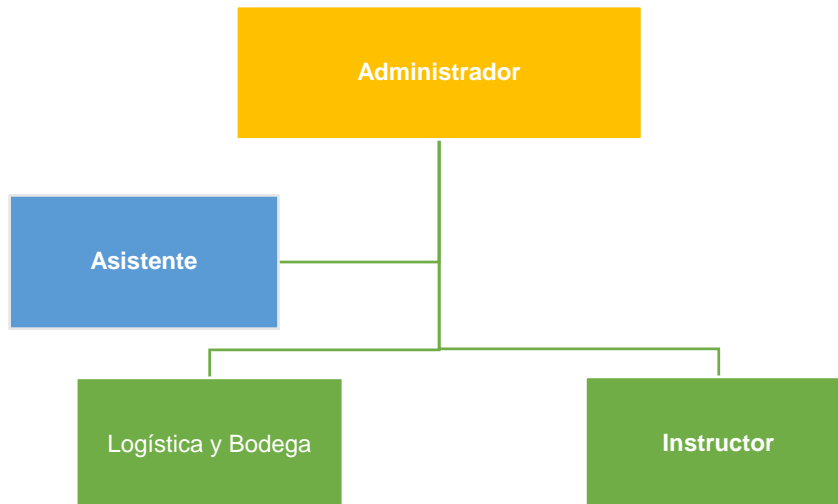 Administrador
Asistente
Logística y Bodega
Instructor